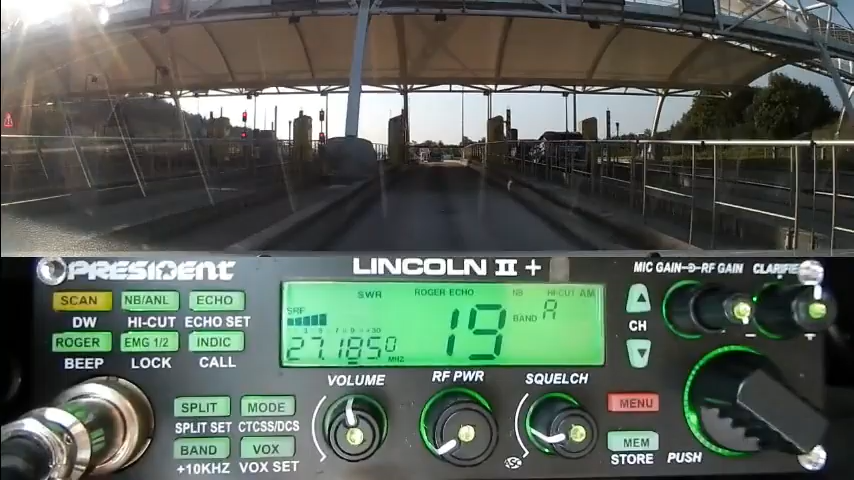 PRESIDENT
LINCOLN II +
MIC GAIN RF GAIN CLARIFIER
SCAN NB/ANL ECHO
DW HI-CUT ECHO SET
ROGER EMG 1/2 INDIC
BEEP LOCK CALL
SWR ROGER ECHO NB HI-CUT AM
SRF
19 BAND A
27.1850 MHZ
CH
VOLUME RF PWR SQUELCH
SPLIT MODE
SPLIT SET CTCSS/DCS
BAND VOX
+10KHZ VOX SET
ASC
MENU
MEM
STORE PUSH